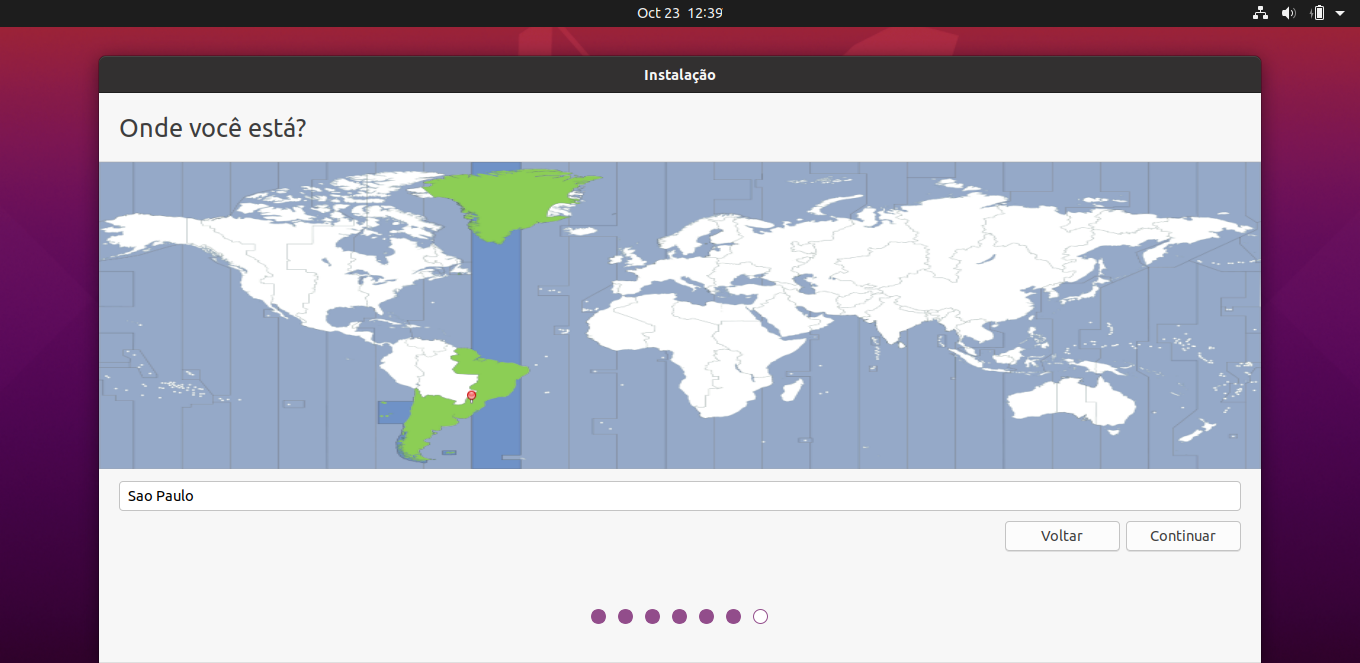 Oct 23 12:39
Instalação
Onde você está?
Sao Paulo
Voltar
Continuar